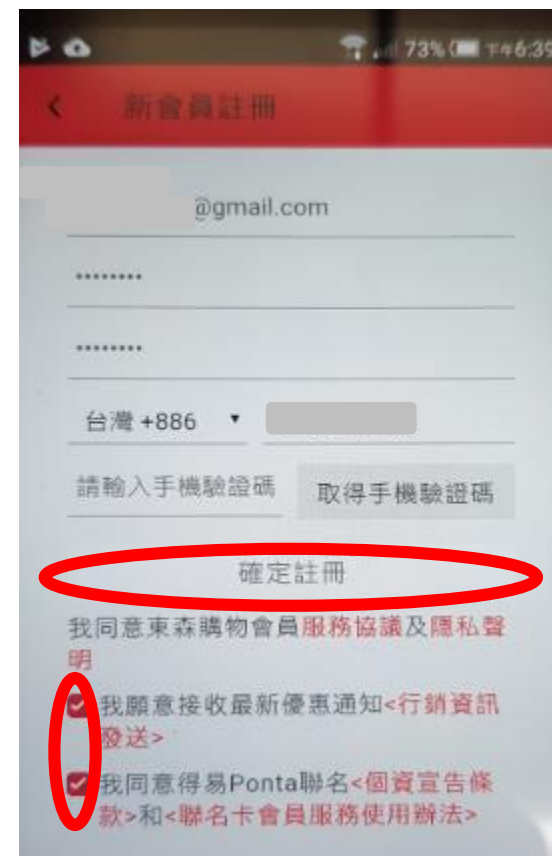 73% 下午6:39
新會員註冊
@gmail.com
••••••••
••••••••
台灣 +886
請輸入手機驗證碼 取得手機驗證碼
確定註冊
我同意東森購物會員服務協議及隱私聲
明
我願意接收最新優惠通知<行銷資訊
發送>
我同意得易Ponta聯名<個資宣告條
款>和<聯名卡會員服務使用辦法>